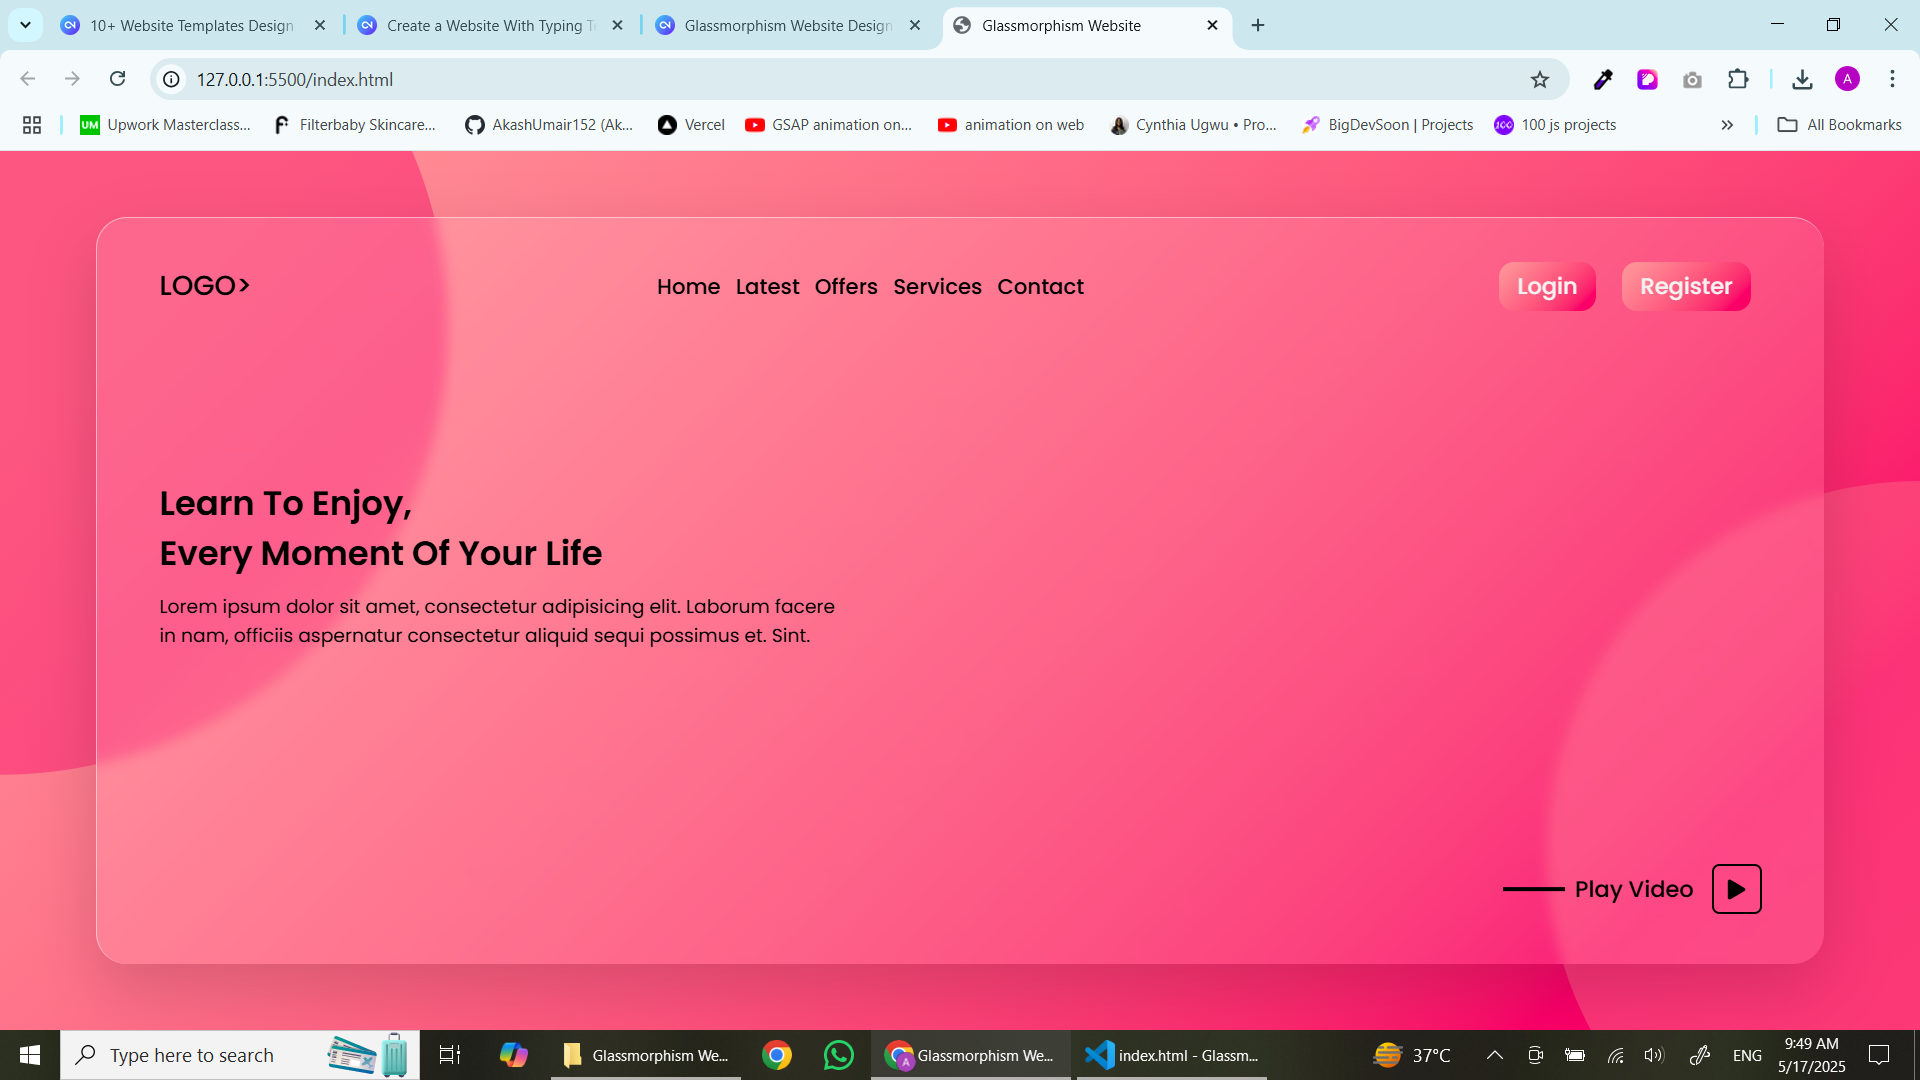 10+ Website Templates Design
Create a Website With Typing Te
Glassmorphism Website Design
Glassmorphism Website
127.0.0.1:5500/index.html
A
UM Upwork Masterclass...
Filterbaby Skincare...
AkashUmair152 (Ak...
Vercel
GSAP animation on...
animation on web
Cynthia Ugwu • Pro...
BigDevSoon | Projects
100 100 js projects
All Bookmarks
LOGO>
Home Latest Offers Services Contact
Login Register
Learn To Enjoy,
Every Moment Of Your Life
Lorem ipsum dolor sit amet, consectetur adipisicing elit. Laborum facere
in nam, officiis aspernatur consectetur aliquid sequi possimus et. Sint.
Play Video
Type here to search
Glassmorphism We...
A Glassmorphism We...
index.html - Glassm...
37°C
ENG
9:49 AM
5/17/2025